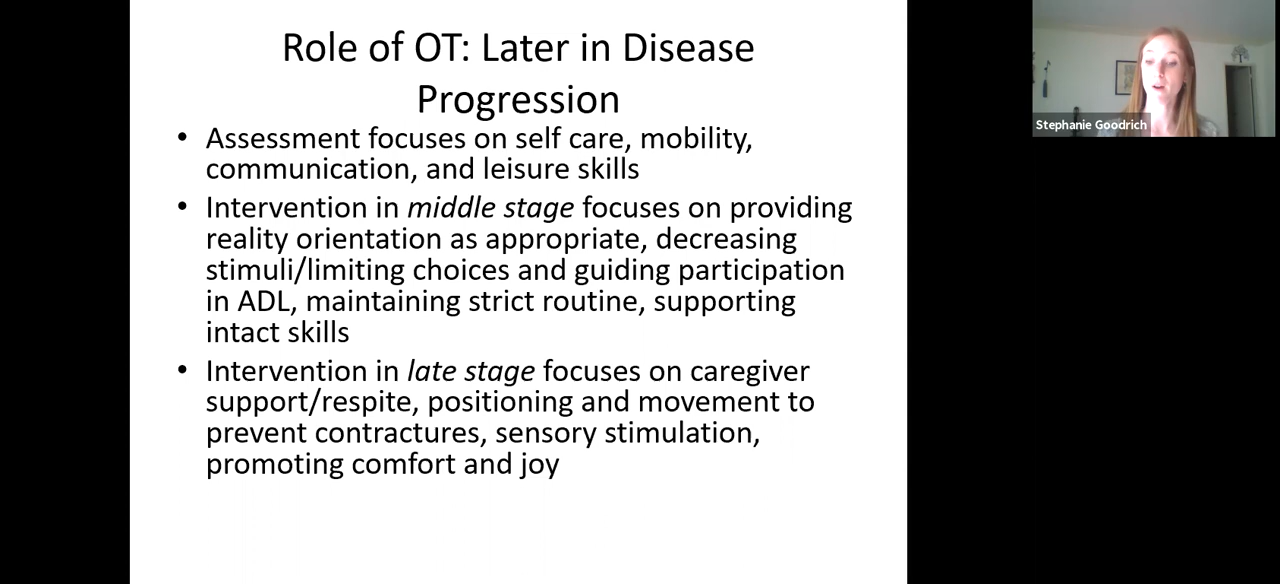 Role of OT: Later in Disease
Progression
• Assessment focuses on self care, mobility,
communication, and leisure skills
• Intervention in middle stage focuses on providing
reality orientation as appropriate, decreasing
stimuli/limiting choices and guiding participation
in ADL, maintaining strict routine, supporting
intact skills
• Intervention in late stage focuses on caregiver
support/respite, positioning and movement to
prevent contractures, sensory stimulation,
promoting comfort and joy
Stephanie Goodrich